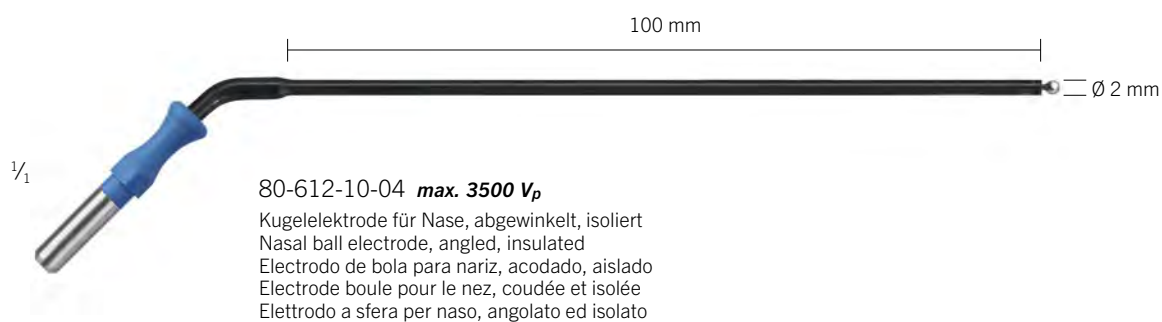 100 mm
Ø 2 mm
1/1
80-612-10-04 max. 3500 Vp
Kugelelektrode für Nase, abgewinkelt, isoliert
Nasal ball electrode, angled, insulated
Electrodo de bola para nariz, acodado, aislado
Electrode boule pour le nez, coudée et isolée
Elettrodo a sfera per naso, angolato ed isolato